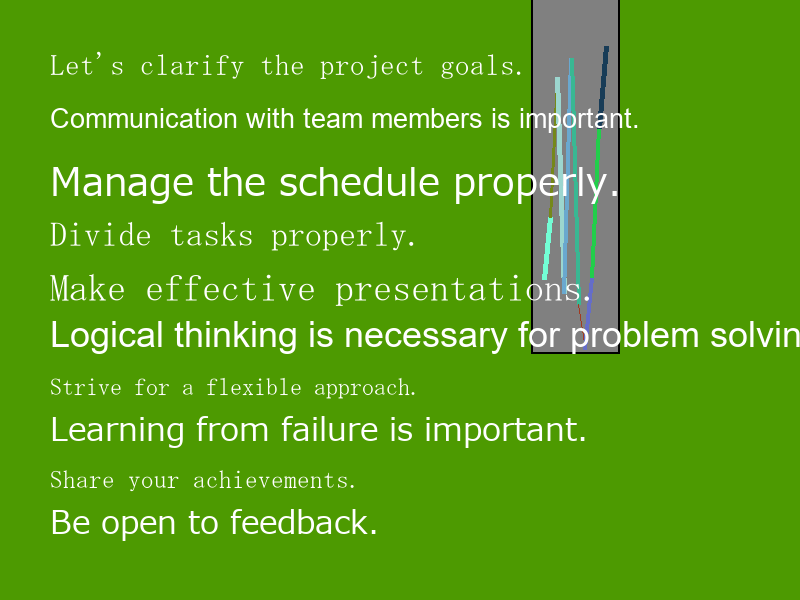 Let's clarify the project goals.
Communication with team members is important.
Manage the schedule properly.
Divide tasks properly.
Make effective presentations.
Logical thinking is necessary for problem solvin
Strive for a flexible approach.
Learning from failure is important.
Share your achievements.
Be open to feedback.